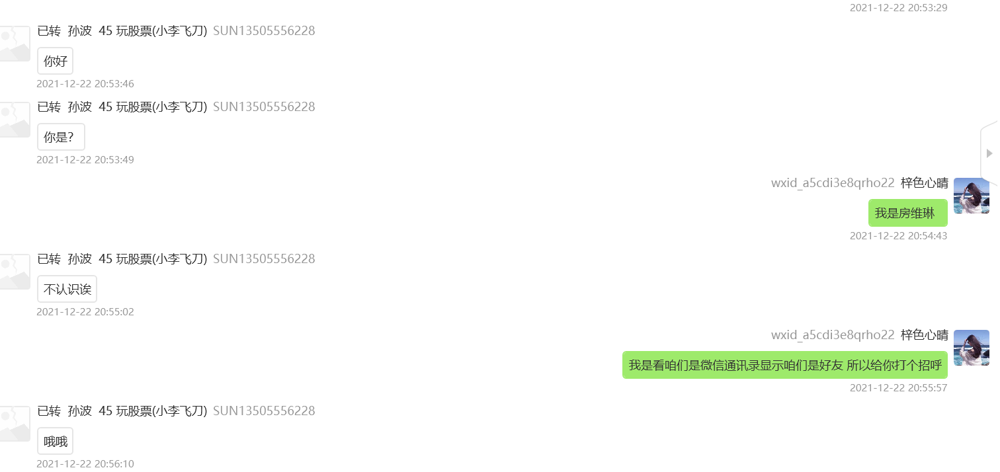 2021-12-22 20:53:29
已转 孙波 45 玩股票(小李飞刀) SUN13505556228
你好
2021-12-22 20:53:46
已转 孙波 45 玩股票(小李飞刀) SUN13505556228
你是?
2021-12-22 20:53:49
wxid_a5cdi3e8qrho22 梓色心晴
我是房维琳
2021-12-22 20:54:43
已转 孙波 45 玩股票(小李飞刀) SUN13505556228
不认识诶
2021-12-22 20:55:02
wxid_a5cdi3e8qrho22 梓色心晴
我是看咱们是微信通讯录显示咱们是好友 所以给你打个招呼
2021-12-22 20:55:57
已转 孙波 45 玩股票(小李飞刀) SUN13505556228
哦哦
2021-12-22 20:56:10